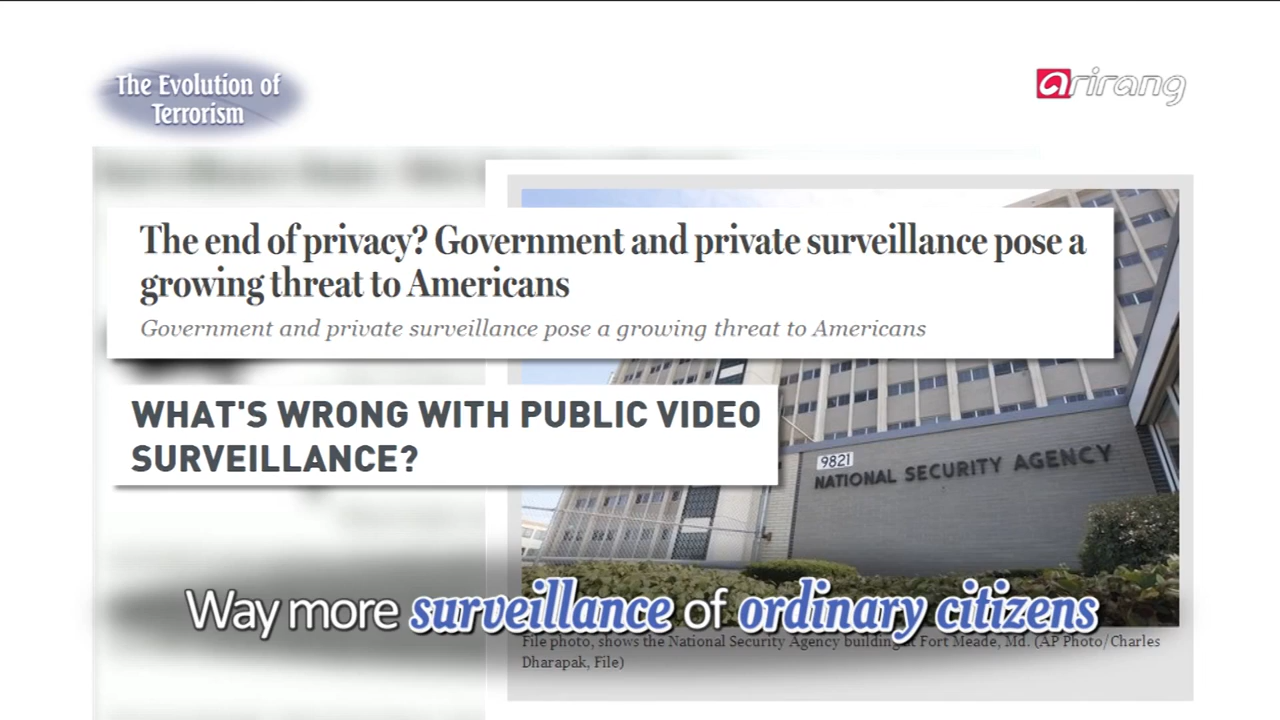 The Evolution of
Terrorism
arirang
The end of privacy? Government and private surveillance pose a
growing threat to Americans
Government and private surveillance pose a growing threat to Americans
WHAT'S WRONG WITH PUBLIC VIDEO
SURVEILLANCE?
9821
NATIONAL SECURITY AGENCY
Way more surveillance of ordinary citizens
File photo, shows the National Security Agency building at Fort Meade, Md. (AP Photo/Charles
Dharapak, File)